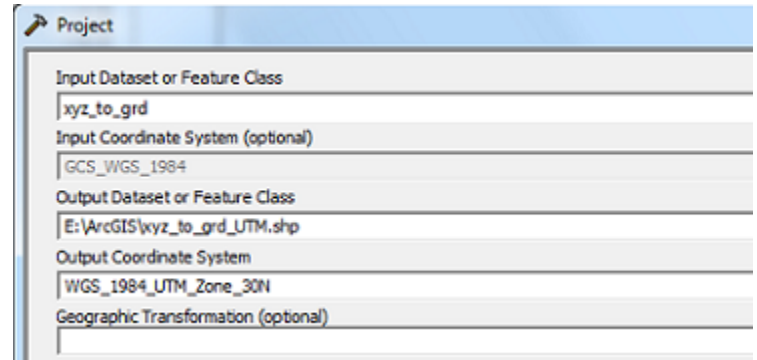 Project
Input Dataset or Feature Class
xyz_to_grd
Input Coordinate System (optional)
GCS_WGS_1984
Output Dataset or Feature Class
E:\ArcGIS\xyz_to_grd_UTM.shp
Output Coordinate System
WGS_1984_UTM_Zone_30N
Geographic Transformation (optional)